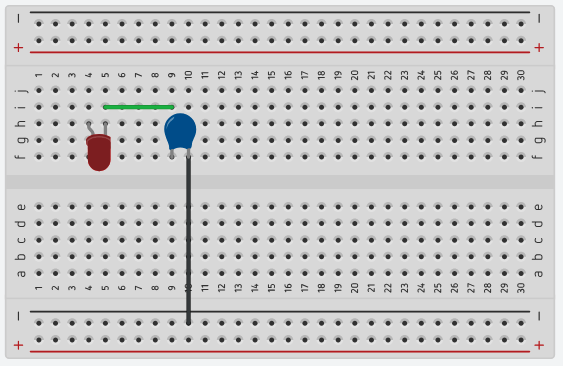 − −
+ +
1 2 3 4 5 6 7 8 9 10 11 12 13 14 15 16 17 18 19 20 21 22 23 24 25 26 27 28 29 30
j j
i i
h h
g g
f f
e e
d d
c c
b b
a a
1 2 3 4 5 6 7 8 9 10 11 12 13 14 15 16 17 18 19 20 21 22 23 24 25 26 27 28 29 30
− −
+ +